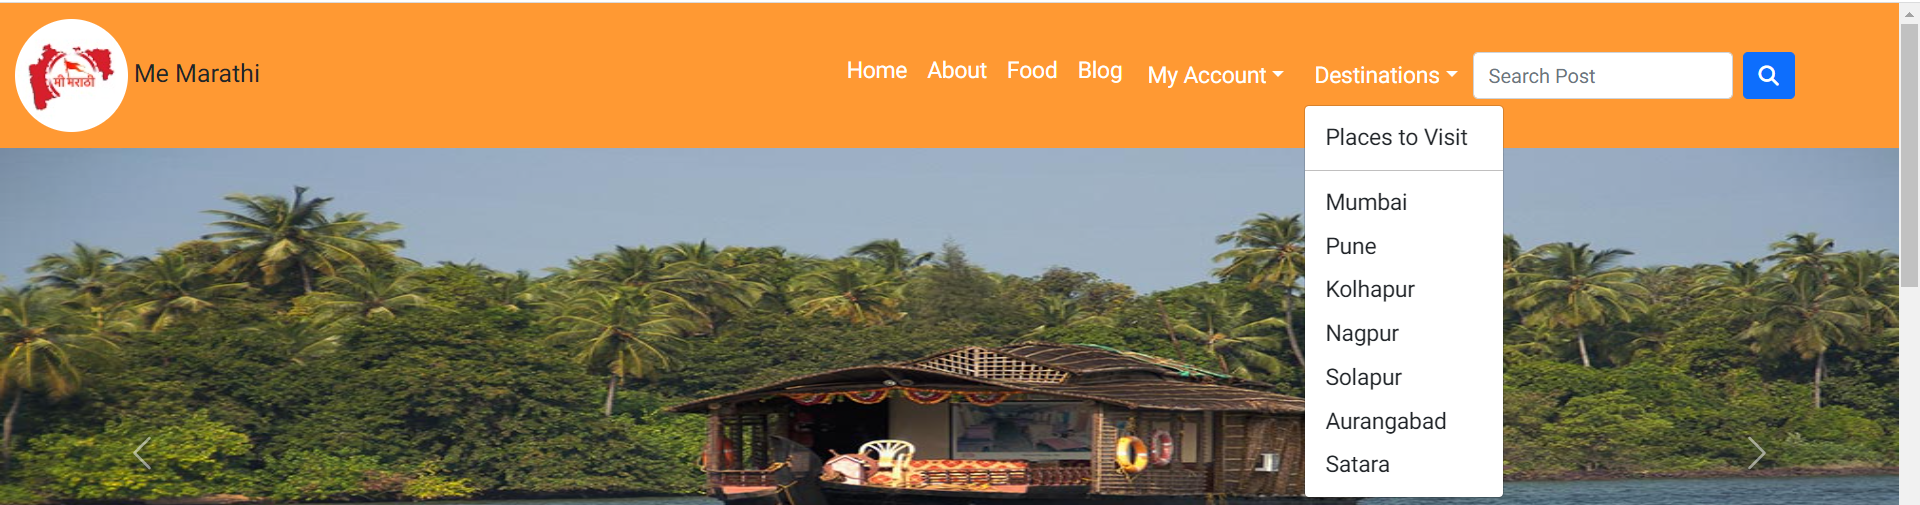 मी मराठी
Me Marathi
Home About Food Blog My Account Destinations Search Post
Places to Visit
Mumbai
Pune
Kolhapur
Nagpur
Solapur
Aurangabad
Satara